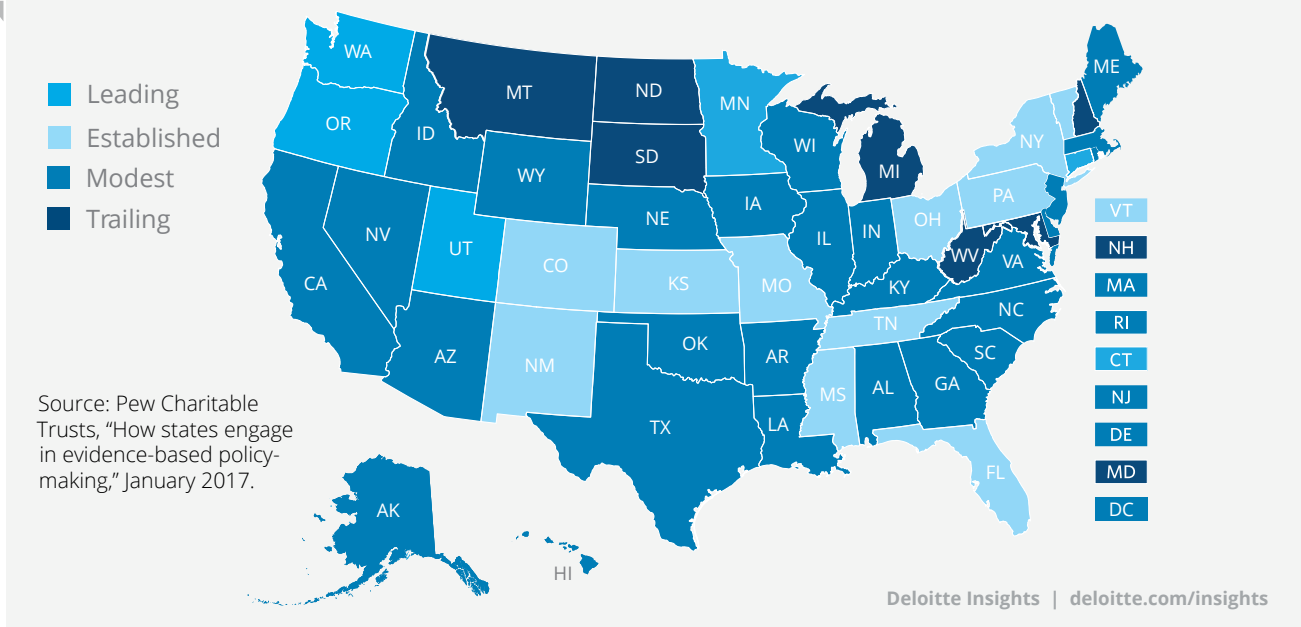 Leading
Established
Modest
Trailing
WA
OR
ID
MT
ND
MN
SD
WY
WI
MI
ME
NY
PA
NE
IA
NV
UT
CO
KS
MO
IL
IN
OH
WV
VA
KY
CA
AZ
NM
OK
AR
TN
NC
SC
MS
AL
GA
TX
LA
FL
AK
HI
VT
NH
MA
RI
CT
NJ
DE
MD
DC
Source: Pew Charitable
Trusts, “How states engage
in evidence-based policy-
making,” January 2017.
Deloitte Insights | deloitte.com/insights